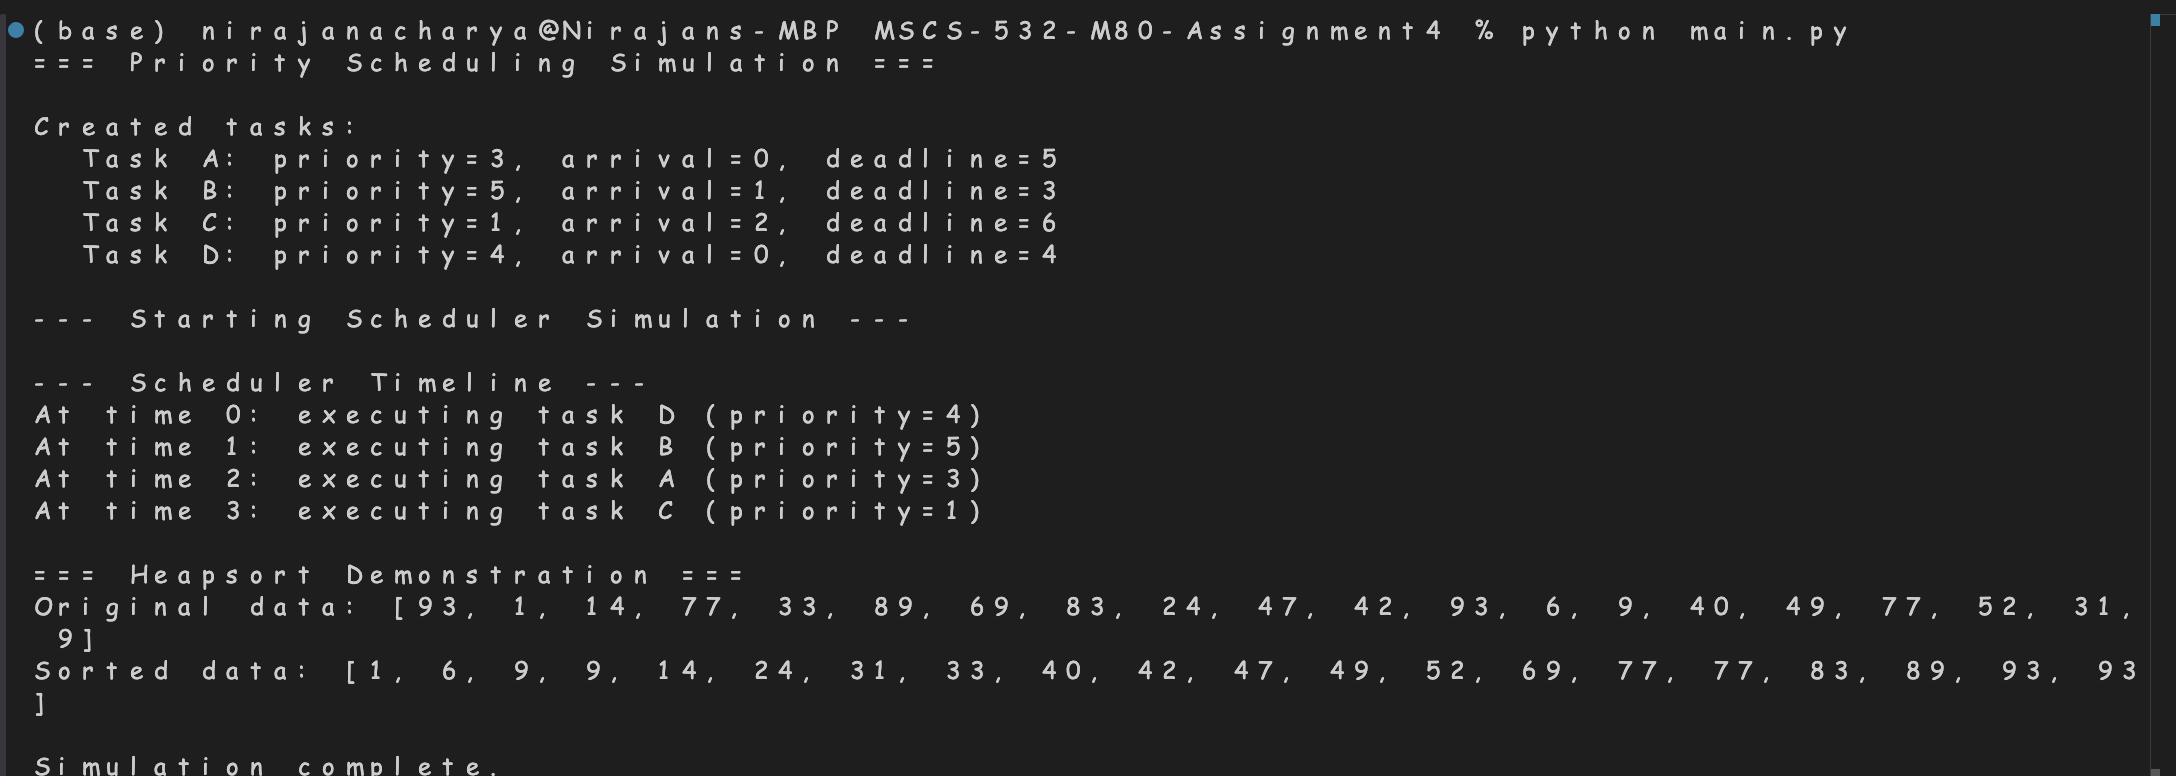 (base) nirajanacharya@Nirajans-MBP MSCS-532-M80-Assignment4 % python main.py
=== Priority Scheduling Simulation ===
Created tasks:
Task A: priority=3, arrival=0, deadline=5
Task B: priority=5, arrival=1, deadline=3
Task C: priority=1, arrival=2, deadline=6
Task D: priority=4, arrival=0, deadline=4
--- Starting Scheduler Simulation ---
--- Scheduler Timeline ---
At time 0: executing task D (priority=4)
At time 1: executing task B (priority=5)
At time 2: executing task A (priority=3)
At time 3: executing task C (priority=1)
=== Heapsort Demonstration ===
Original data: [93, 1, 14, 77, 33, 89, 69, 83, 24, 47, 42, 93, 6, 9, 40, 49, 77, 52, 31,
9]
Sorted data: [1, 6, 9, 9, 14, 24, 31, 33, 40, 42, 47, 49, 52, 69, 77, 77, 83, 89, 93, 93
]
Simulation complete.